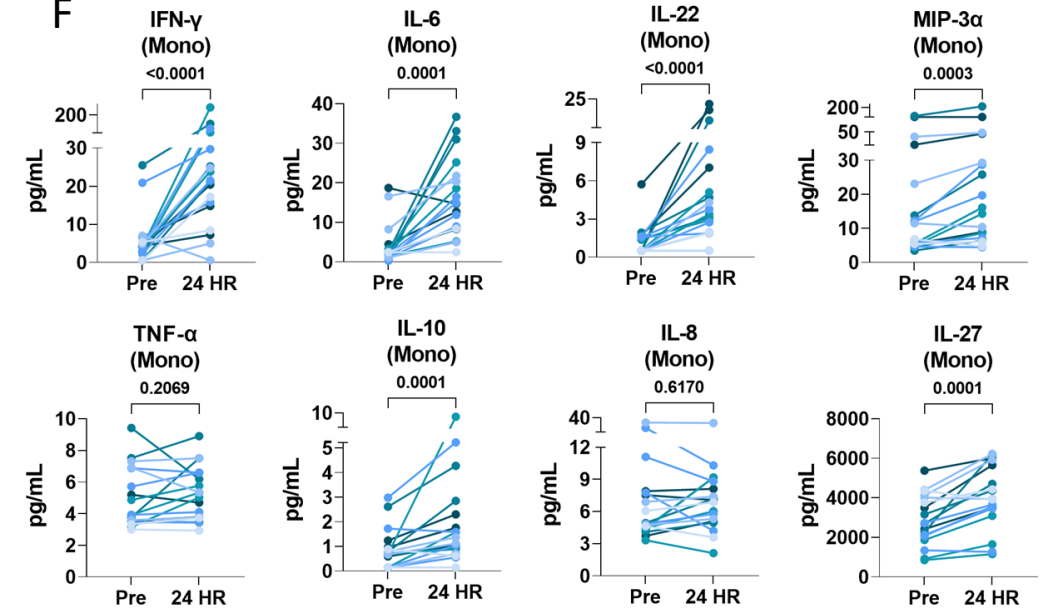 F
IFN-γ
(Mono)
<0.0001
200
30
20
10
0
pg/mL
Pre 24 HR
IL-6
(Mono)
0.0001
40
30
20
10
0
pg/mL
Pre 24 HR
IL-22
(Mono)
<0.0001
25
9
6
3
0
pg/mL
Pre 24 HR
MIP-3α
(Mono)
0.0003
200
50
30
20
10
0
pg/mL
Pre 24 HR
TNF-α
(Mono)
0.2069
10
8
6
4
2
0
pg/mL
Pre 24 HR
IL-10
(Mono)
0.0001
10
5
4
3
2
1
0
pg/mL
Pre 24 HR
IL-8
(Mono)
0.6170
40
12
9
6
3
0
pg/mL
Pre 24 HR
IL-27
(Mono)
0.0001
8000
6000
4000
2000
0
pg/mL
Pre 24 HR